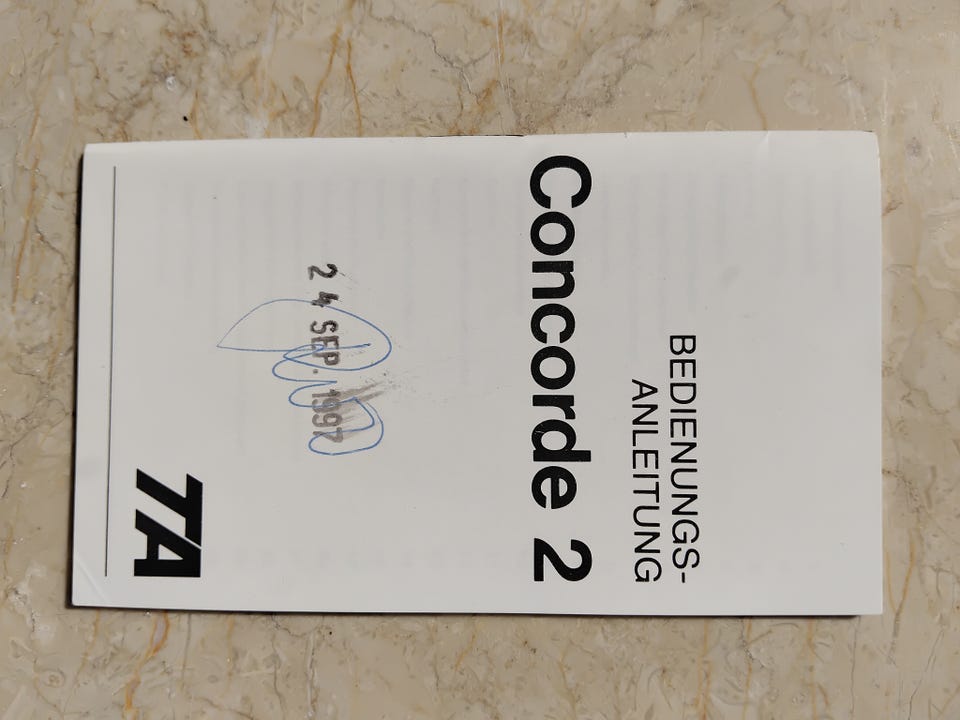 BEDIENUNGS-
ANLEITUNG
Concorde 2
24 SEP. 1997
TA